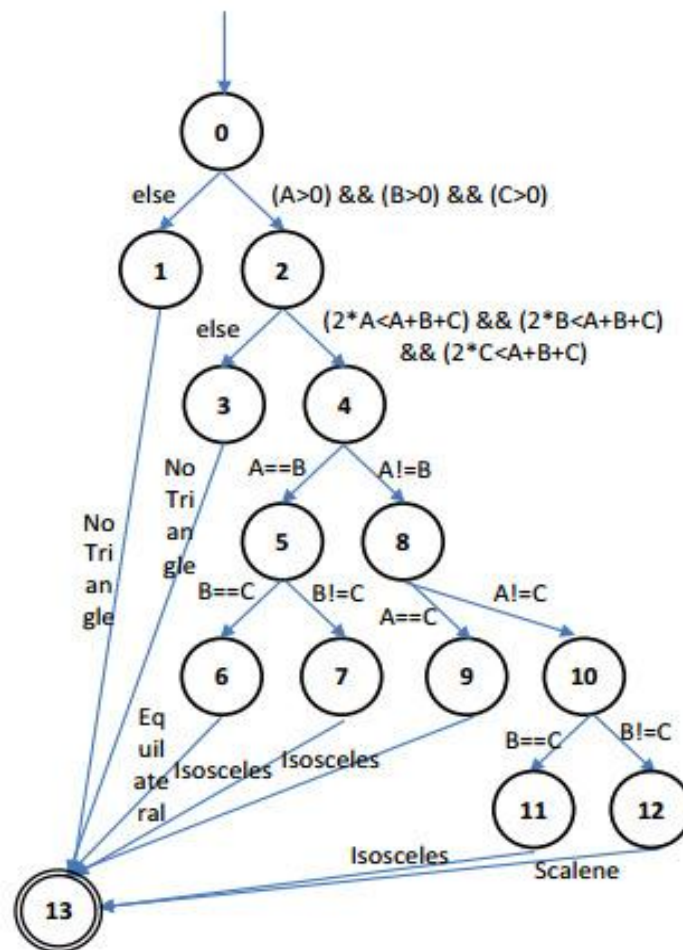 0
else
(A>0) && (B>0) && (C>0)
1
2
else
(2*A<A+B+C) && (2*B<A+B+C)
&& (2*C<A+B+C)
3
4
No
Tri
an
gle
No
Tri
an
gle
A==B
A!=B
5
8
B==C
B!=C
A==C
A!=C
6
7
9
10
Eq
uil
ate
ral
Isosceles
Isosceles
B==C
B!=C
11
12
Isosceles
Scalene
13